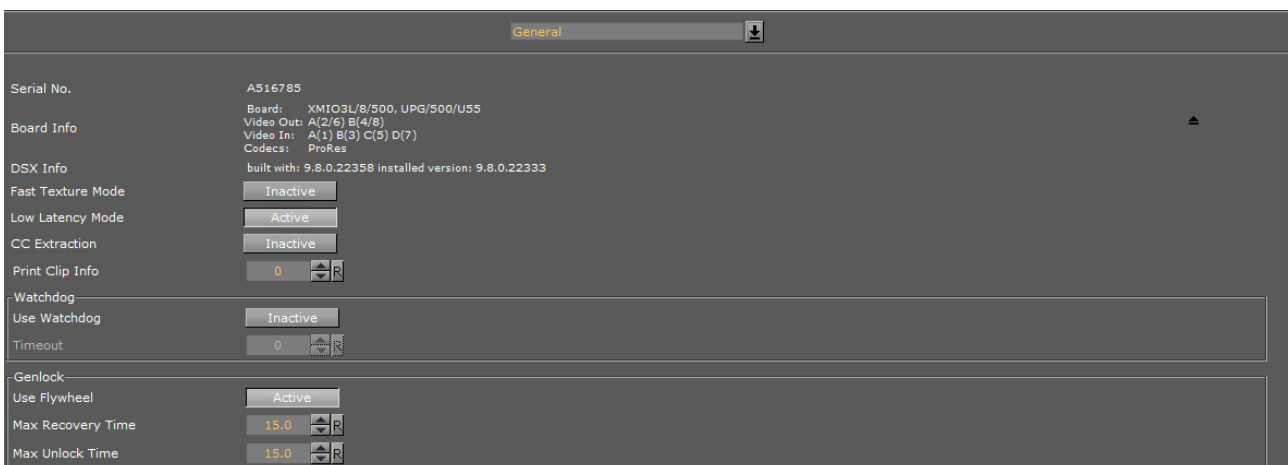 General
Serial No. A516785
Board Info
Board: XMIO3L/8/500, UPG/500/U55
Video Out: A(2/6) B(4/8)
Video In: A(1) B(3) C(5) D(7)
Codecs: ProRes
DSX Info built with: 9.8.0.22358 installed version: 9.8.0.22333
Fast Texture Mode Inactive
Low Latency Mode Active
CC Extraction Inactive
Print Clip Info 0 R
Watchdog
Use Watchdog Inactive
Timeout 0 R
Genlock
Use Flywheel Active
Max Recovery Time 15.0 R
Max Unlock Time 15.0 R